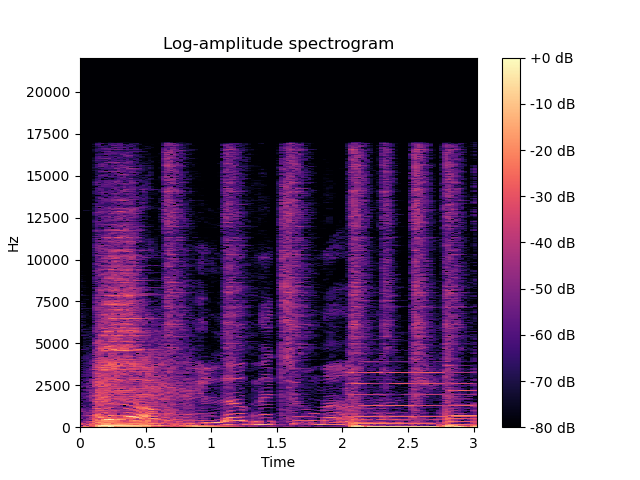 Log-amplitude spectrogram
+0 dB
20000
-10 dB
17500
-20 dB
15000
-30 dB
12500
Hz
-40 dB
10000
-50 dB
7500
-60 dB
5000
-70 dB
2500
0
-80 dB
0 0.5 1 1.5 2 2.5 3
Time